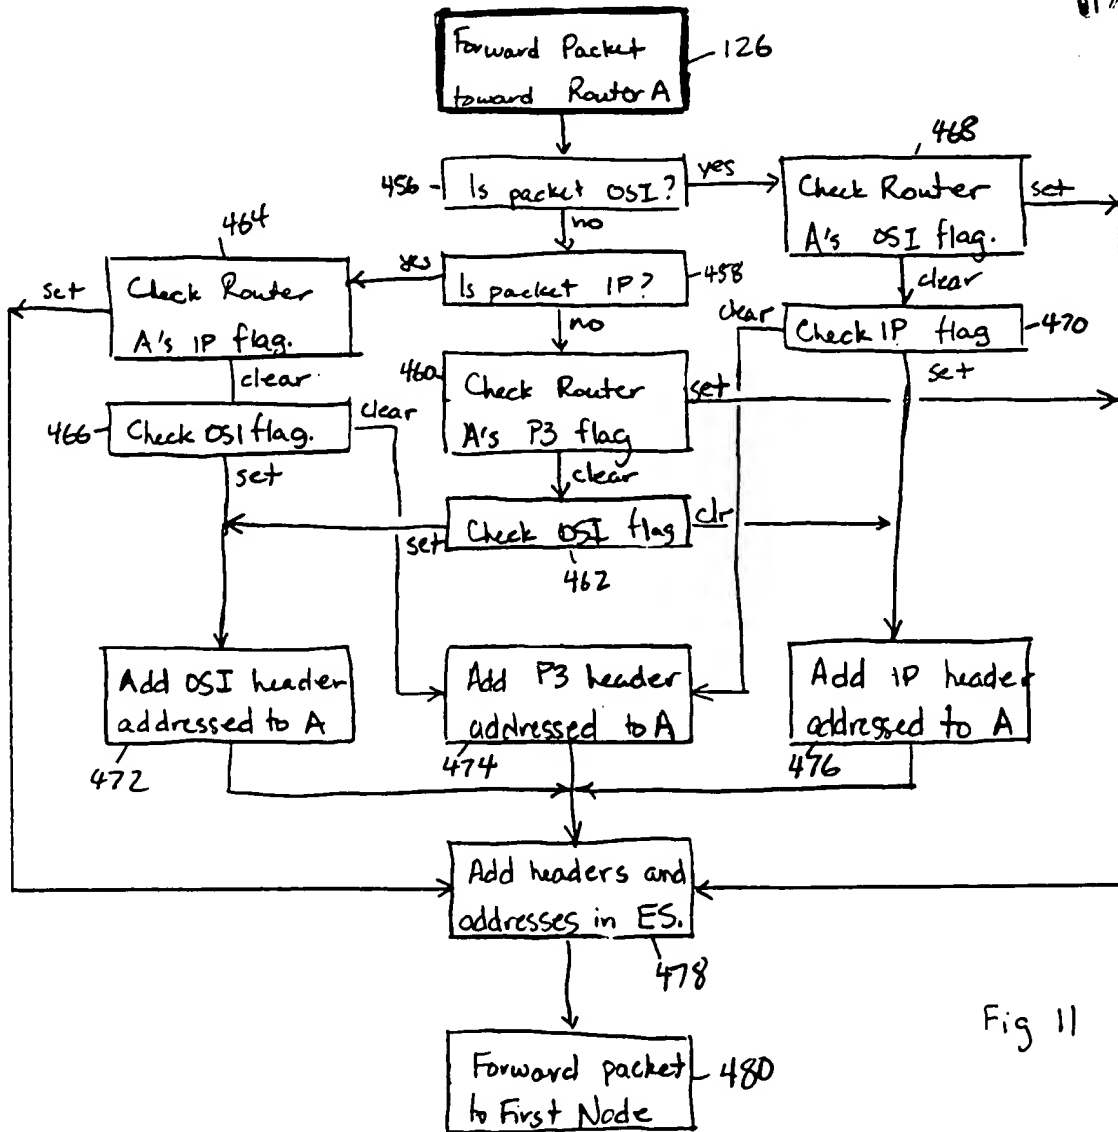 Forward Packet
toward Router A
126
468
456
Is packet OSI?
yes
Check Router
A's OSI flag.
set
no
464
clear
set
Check Router
A's IP flag.
yes
Is packet IP?
458
clear
Check IP flag
470
no
set
clear
460
Check Router
A's P3 flag
set
466
Check OSI flag.
clear
set
clear
set
Check OSI flag
clr
462
Add OSI header
addressed to A
472
Add P3 header
addressed to A
474
Add IP header
addressed to A
476
Add headers and
addresses in ES.
478
Forward packet
to First Node
480
Fig 11